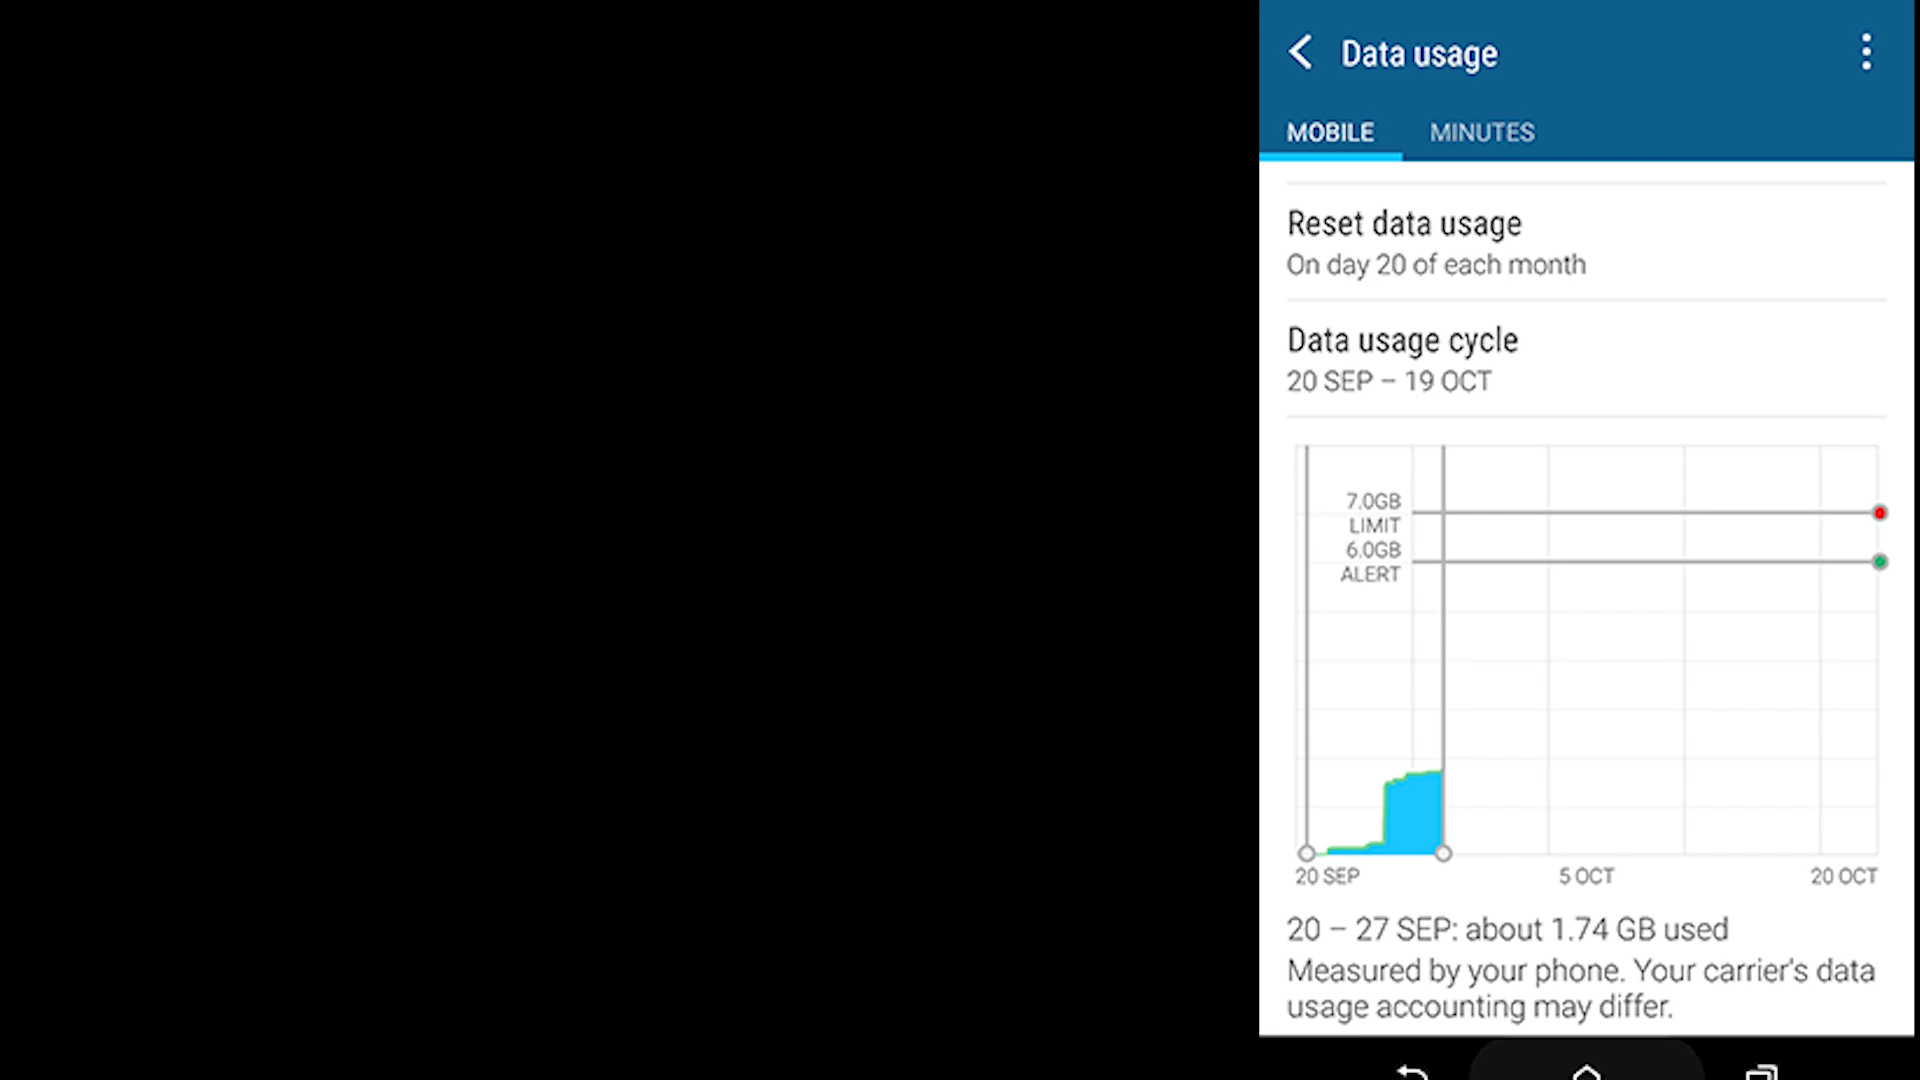 Data usage
MOBILE MINUTES
Reset data usage
On day 20 of each month
Data usage cycle
20 SEP – 19 OCT
7.0GB
LIMIT
6.0GB
ALERT
20 SEP 5 OCT 20 OCT
20 – 27 SEP: about 1.74 GB used
Measured by your phone. Your carrier's data
usage accounting may differ.